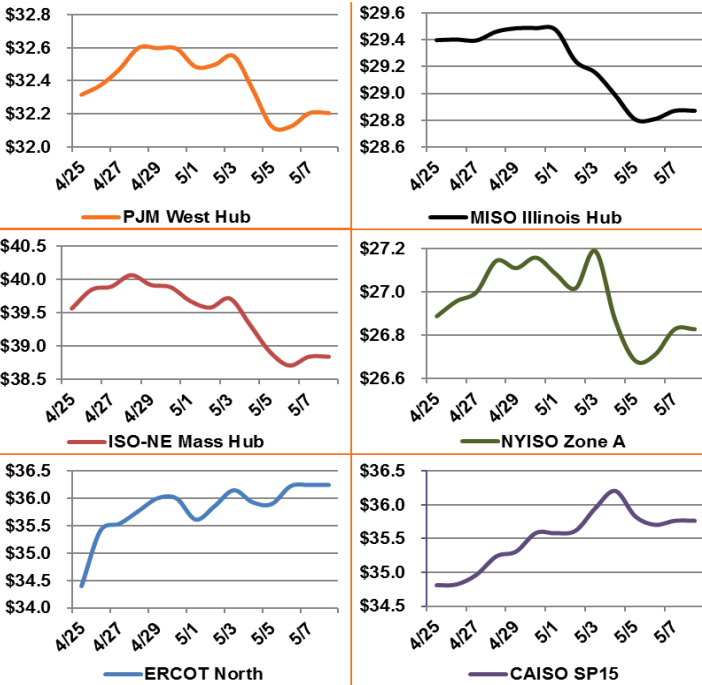 $32.8
$32.6
$32.4
$32.2
$32.0
4/25 4/27 4/29 5/1 5/3 5/5 5/7
PJM West Hub
$29.6
$29.4
$29.2
$29.0
$28.8
$28.6
4/25 4/27 4/29 5/1 5/3 5/5 5/7
MISO Illinois Hub
$40.5
$40.0
$39.5
$39.0
$38.5
4/25 4/27 4/29 5/1 5/3 5/5 5/7
ISO-NE Mass Hub
$27.2
$27.0
$26.8
$26.6
4/25 4/27 4/29 5/1 5/3 5/5 5/7
NYISO Zone A
$36.5
$36.0
$35.5
$35.0
$34.5
$34.0
4/25 4/27 4/29 5/1 5/3 5/5 5/7
ERCOT North
$36.5
$36.0
$35.5
$35.0
$34.5
4/25 4/27 4/29 5/1 5/3 5/5 5/7
CAISO SP15